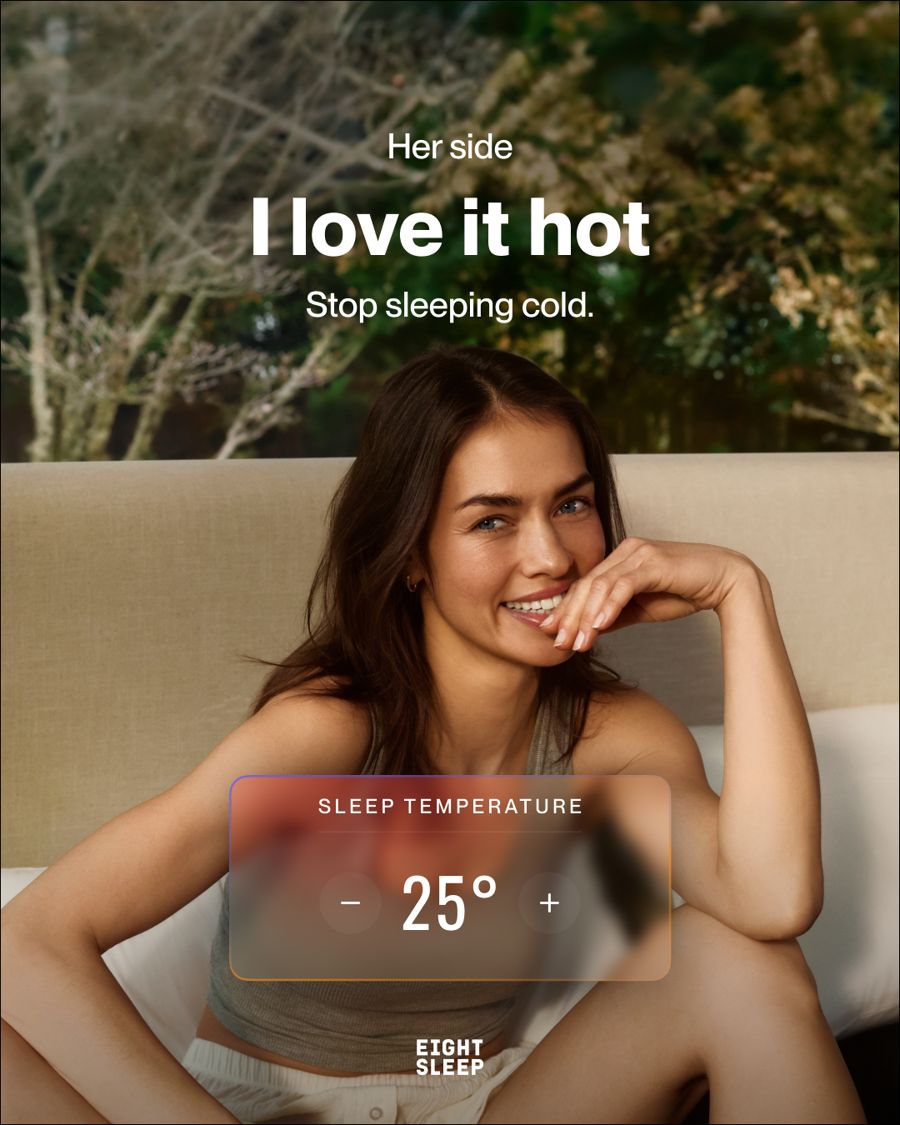 Her side
I love it hot
Stop sleeping cold.
SLEEP TEMPERATURE
− 25° +
EIGHT
SLEEP